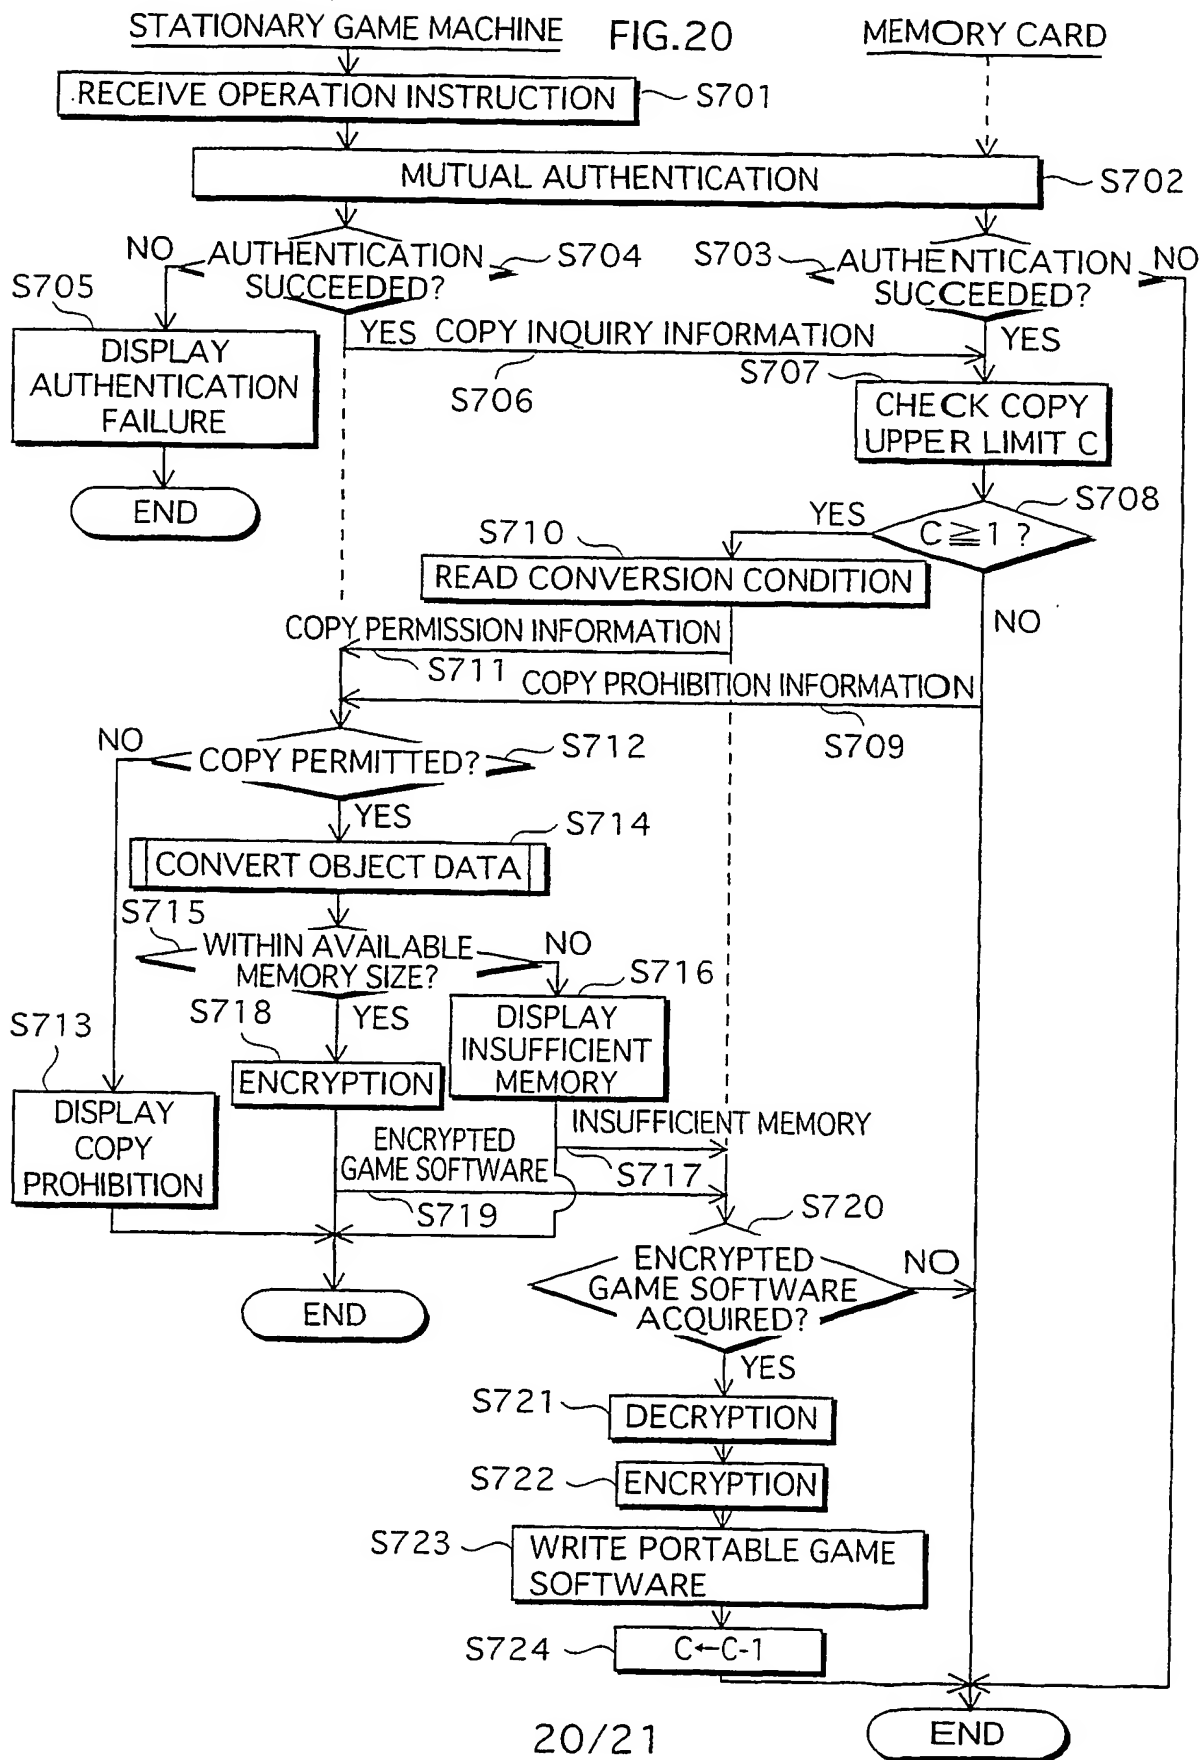 STATIONARY GAME MACHINE
FIG.20
MEMORY CARD
RECEIVE OPERATION INSTRUCTION
S701
MUTUAL AUTHENTICATION
S702
NO
AUTHENTICATION
SUCCEEDED?
S704
S703
AUTHENTICATION
SUCCEEDED?
NO
S705
DISPLAY
AUTHENTICATION
FAILURE
END
YES
COPY INQUIRY INFORMATION
S706
YES
S707
CHECK COPY
UPPER LIMIT C
S708
C≧1 ?
YES
S710
READ CONVERSION CONDITION
NO
COPY PERMISSION INFORMATION
S711
COPY PROHIBITION INFORMATION
S709
NO
COPY PERMITTED?
S712
YES
S714
CONVERT OBJECT DATA
S715
WITHIN AVAILABLE
MEMORY SIZE?
NO
S716
DISPLAY
INSUFFICIENT
MEMORY
S718
YES
ENCRYPTION
S713
DISPLAY
COPY
PROHIBITION
INSUFFICIENT MEMORY
S717
ENCRYPTED
GAME SOFTWARE
S719
END
S720
ENCRYPTED
GAME SOFTWARE
ACQUIRED?
NO
YES
S721
DECRYPTION
S722
ENCRYPTION
S723
WRITE PORTABLE GAME
SOFTWARE
S724
C←C-1
END
20/21